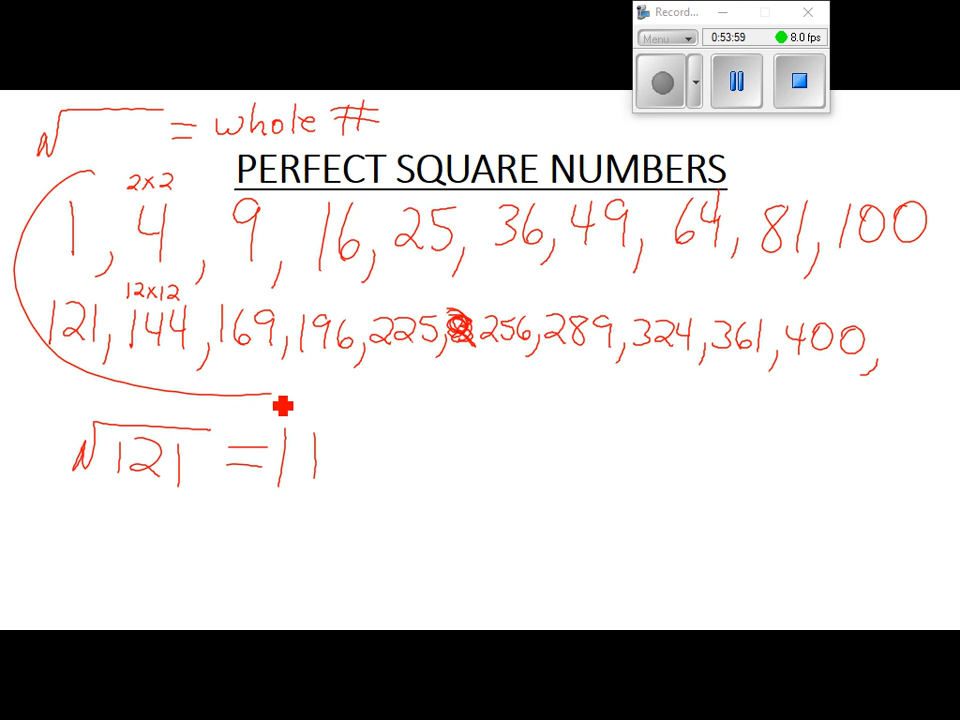 Record...
Menu 0:53:59 8.0 fps
√ = whole #
PERFECT SQUARE NUMBERS
2×2
1, 4, 9, 16, 25, 36, 49, 64, 81, 100
12×12
121, 144, 169, 196, 225, 256, 289, 324, 361, 400,
√121 = 11